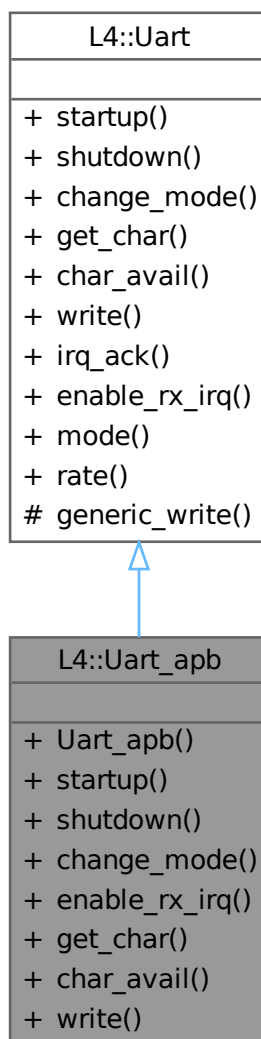 L4::Uart
+ startup()
+ shutdown()
+ change_mode()
+ get_char()
+ char_avail()
+ write()
+ irq_ack()
+ enable_rx_irq()
+ mode()
+ rate()
# generic_write()
L4::Uart_apb
+ Uart_apb()
+ startup()
+ shutdown()
+ change_mode()
+ enable_rx_irq()
+ get_char()
+ char_avail()
+ write()